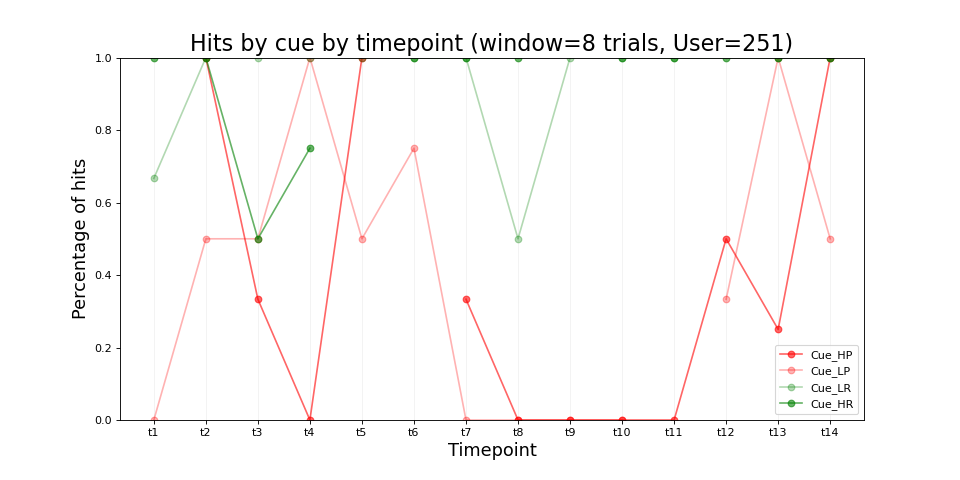 Hits by cue by timepoint (window=8 trials, User=251)
Percentage of hits
1.0
0.8
0.6
0.4
0.2
0.0
Cue_HP
Cue_LP
Cue_LR
Cue_HR
t1 t2 t3 t4 t5 t6 t7 t8 t9 t10 t11 t12 t13 t14
Timepoint